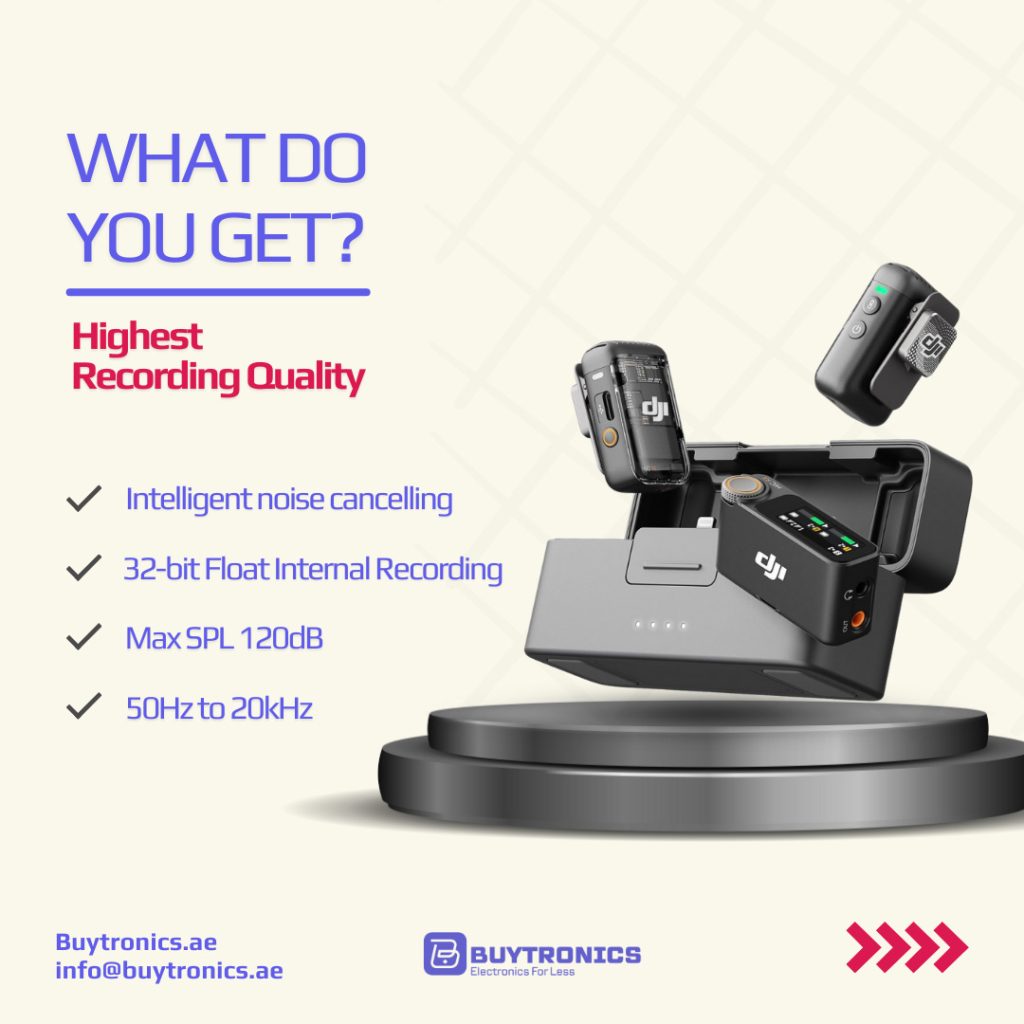 WHAT DO
YOU GET?
Highest
Recording Quality
Intelligent noise cancelling
32-bit Float Internal Recording
Max SPL 120dB
50Hz to 20kHz
dji
dji
dji
OUT
Buytronics.ae
info@buytronics.ae
BUYTRONICS
Electronics For Less